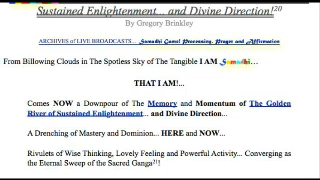 Sustained Enlightenment... and Divine Direction!²⁰
By Gregory Brinkley
ARCHIVES of LIVE BROADCASTS... Samadhi Game! Processing, Prayer and Affirmation
From Billowing Clouds in The Spotless Sky of The Tangible I AM Samadhi...
THAT I AM!...
Comes NOW a Downpour of The Memory and Momentum of The Golden
River of Sustained Enlightenment... and Divine Direction...
A Drenching of Mastery and Dominion... HERE and NOW...
Rivulets of Wise Thinking, Lovely Feeling and Powerful Activity... Converging as
the Eternal Sweep of the Sacred Ganga²¹!